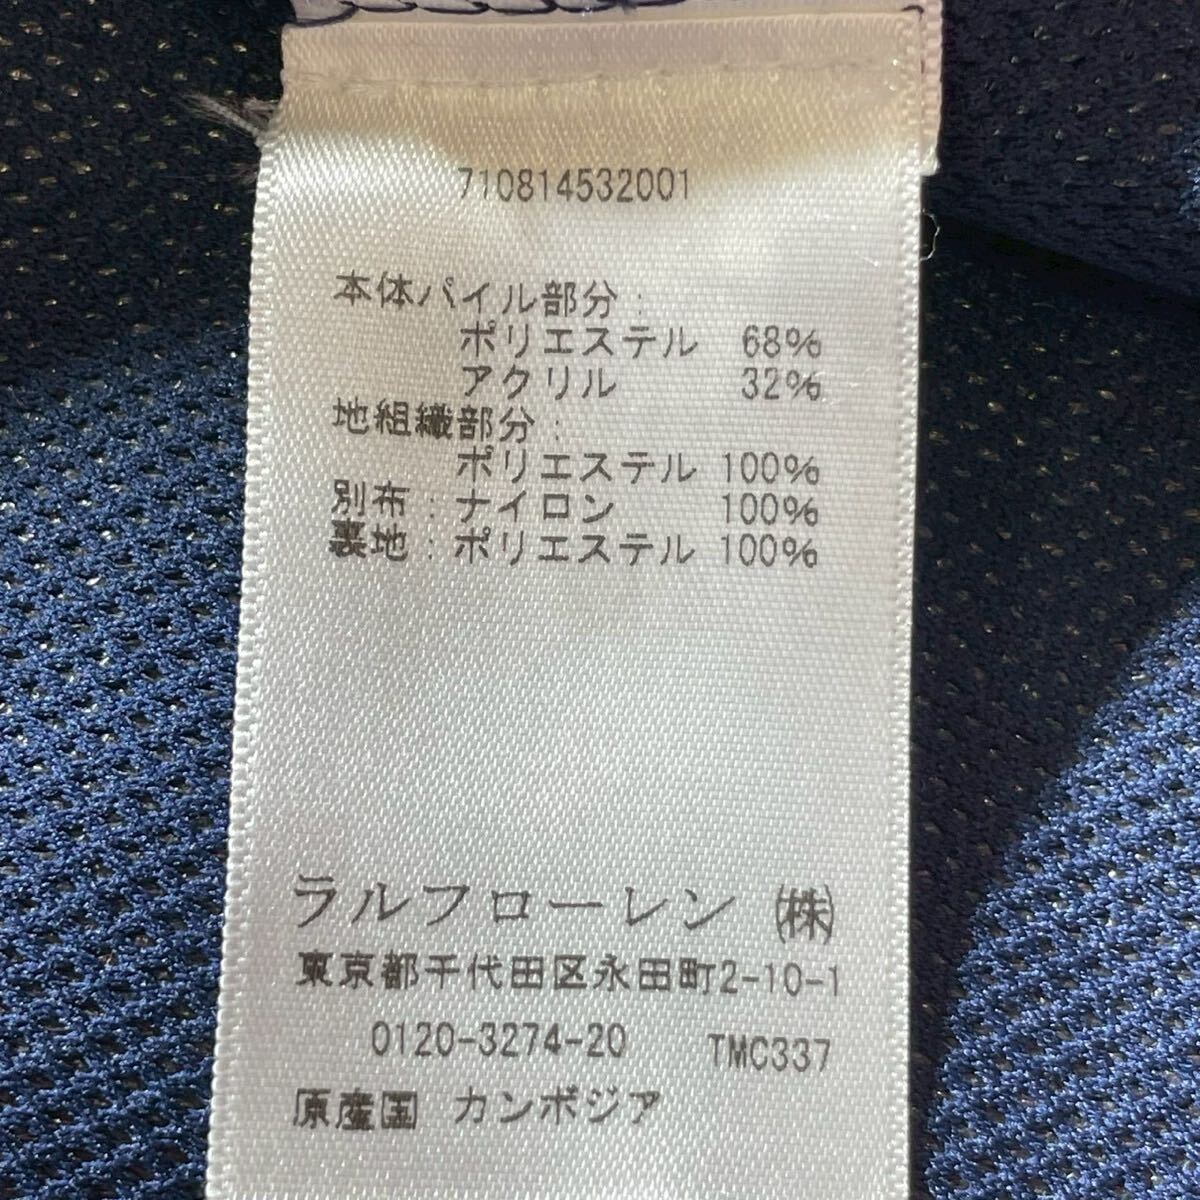 710814532001
本体パイル部分:
ポリエステル 68%
アクリル 32%
地組織部分:
ポリエステル 100%
別布:ナイロン 100%
裏地:ポリエステル 100%
ラルフローレン ㈱
東京都千代田区永田町2-10-1
0120-3274-20 TMC337
原産国 カンボジア